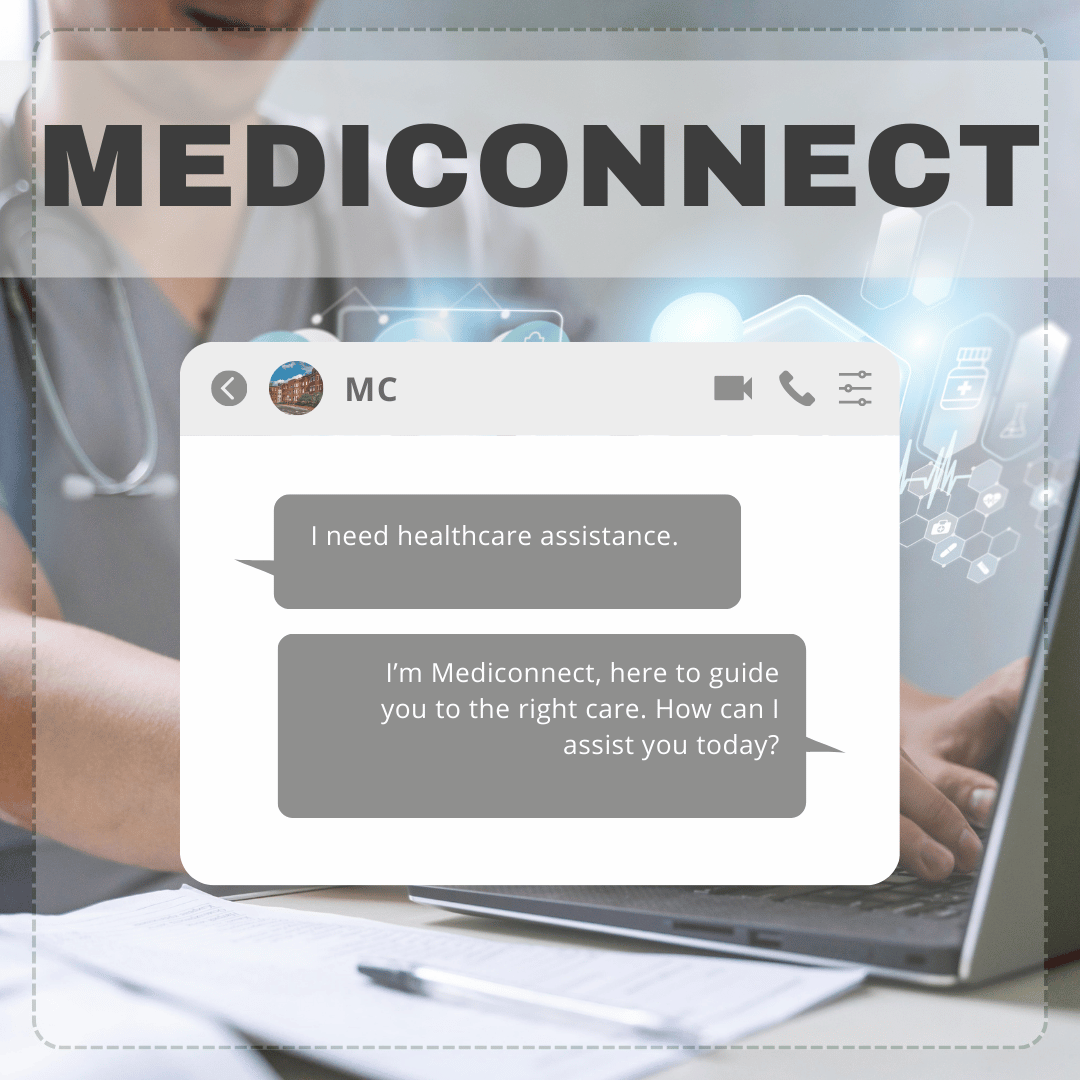 MEDICONNECT
MC
I need healthcare assistance.
I’m Mediconnect, here to guide
you to the right care. How can I
assist you today?